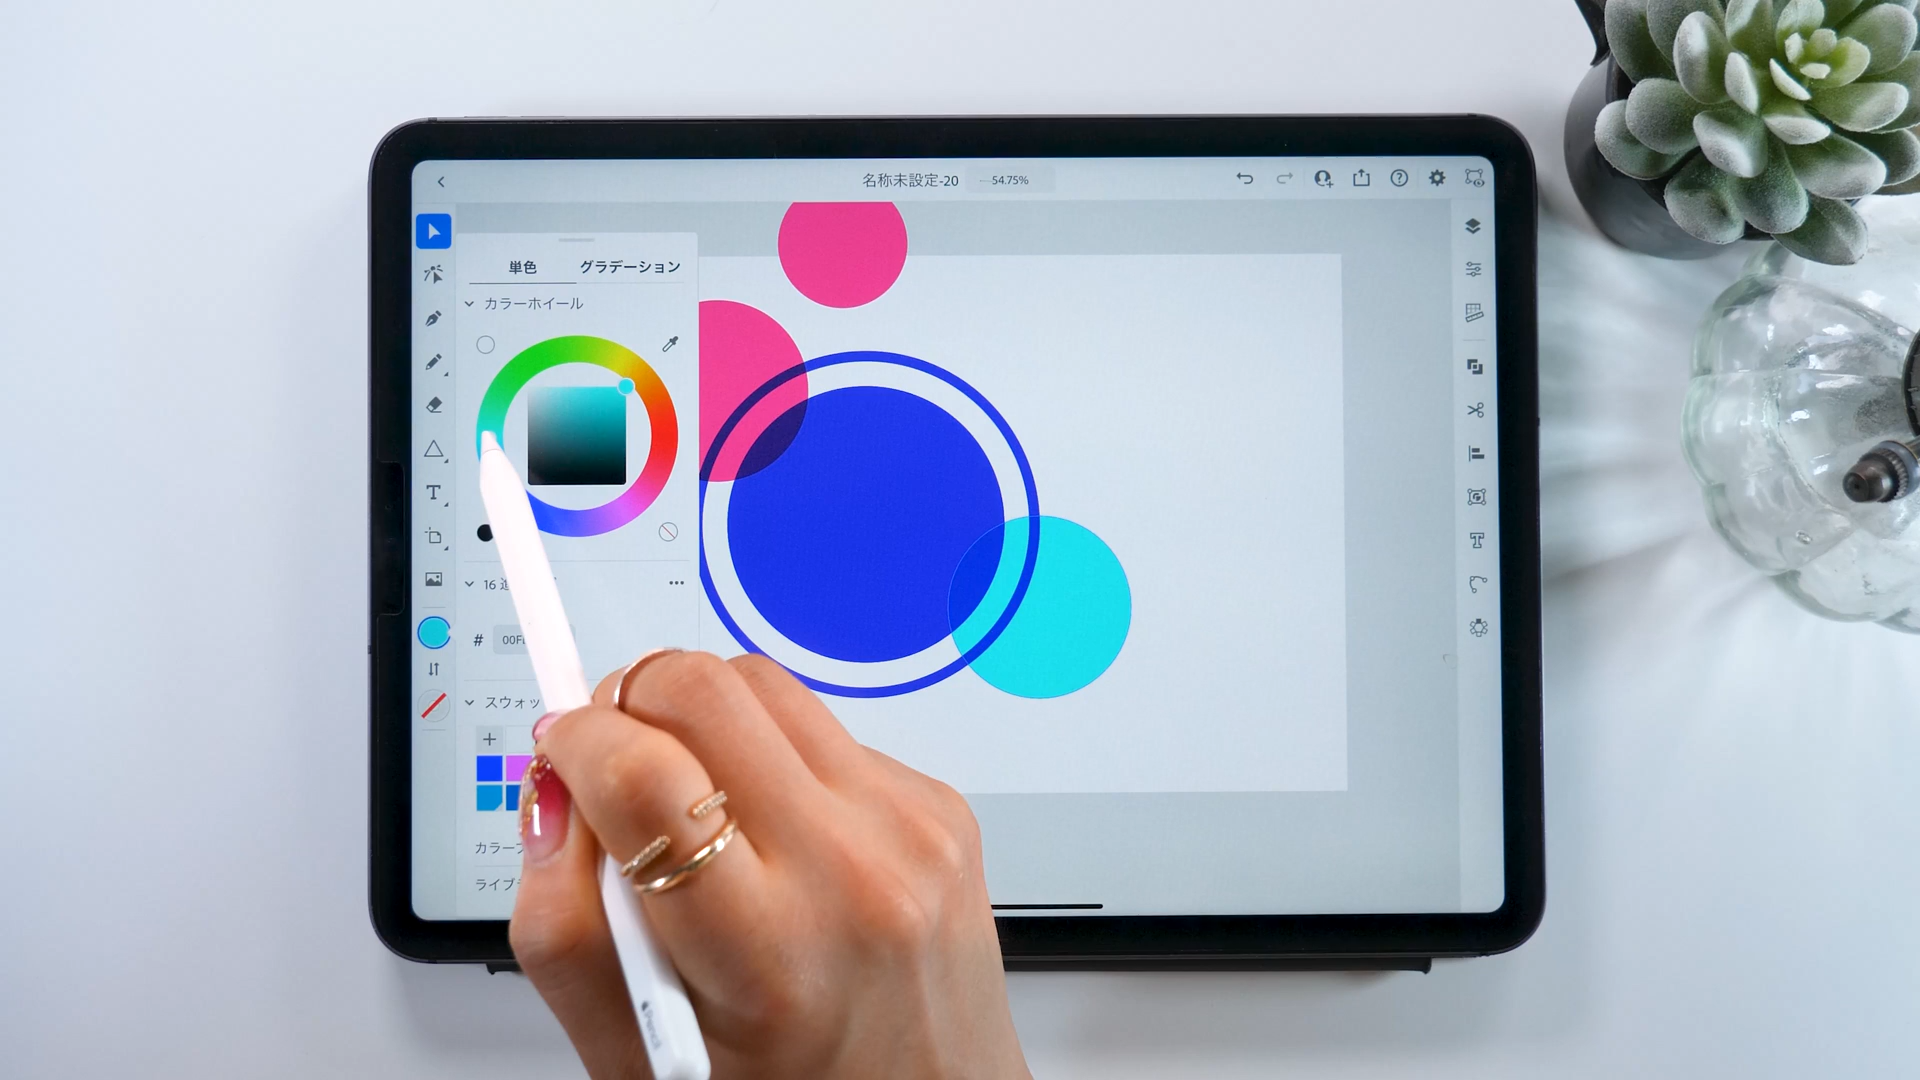 名称未設定-20
54.75%
単色 グラデーション
カラーホイール
16
# 00F
スウォッ
カラー
ライブ
Pencil